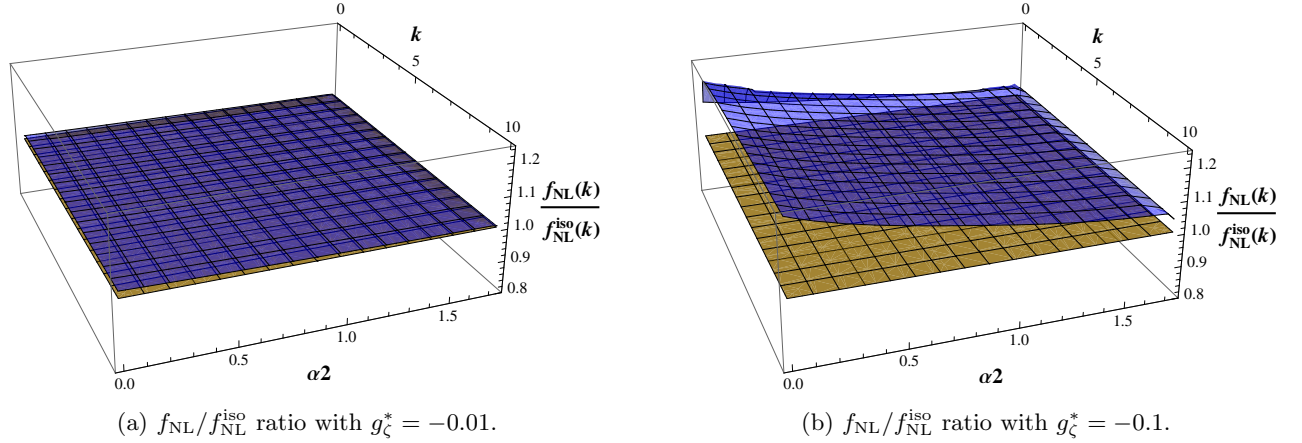 0
k
5
10
1.2
1.1
1.0
0.9
0.8
f_NL(k)
f_NL^iso(k)
0.0
0.5
1.0
1.5
α2
(a) f_NL/f_NL^iso ratio with g_ζ^* = −0.01.
0
k
5
10
1.2
1.1
1.0
0.9
0.8
f_NL(k)
f_NL^iso(k)
0.0
0.5
1.0
1.5
α2
(b) f_NL/f_NL^iso ratio with g_ζ^* = −0.1.